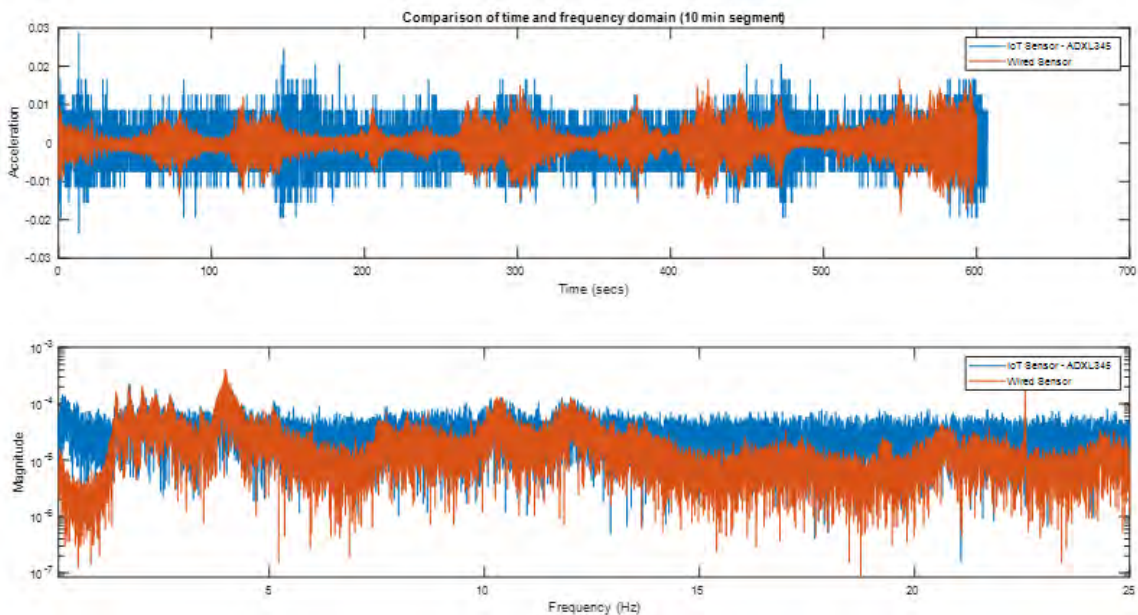 Comparison of time and frequency domain (10 min segment)
0.03
0.02
0.01
0
-0.01
-0.02
-0.03
Acceleration
IoT Sensor - ADXL345
Wired Sensor
0 100 200 300 400 500 600 700
Time (secs)
10-3
10-4
10-5
10-6
10-7
Magnitude
IoT Sensor - ADXL345
Wired Sensor
5 10 15 20 25
Frequency (Hz)